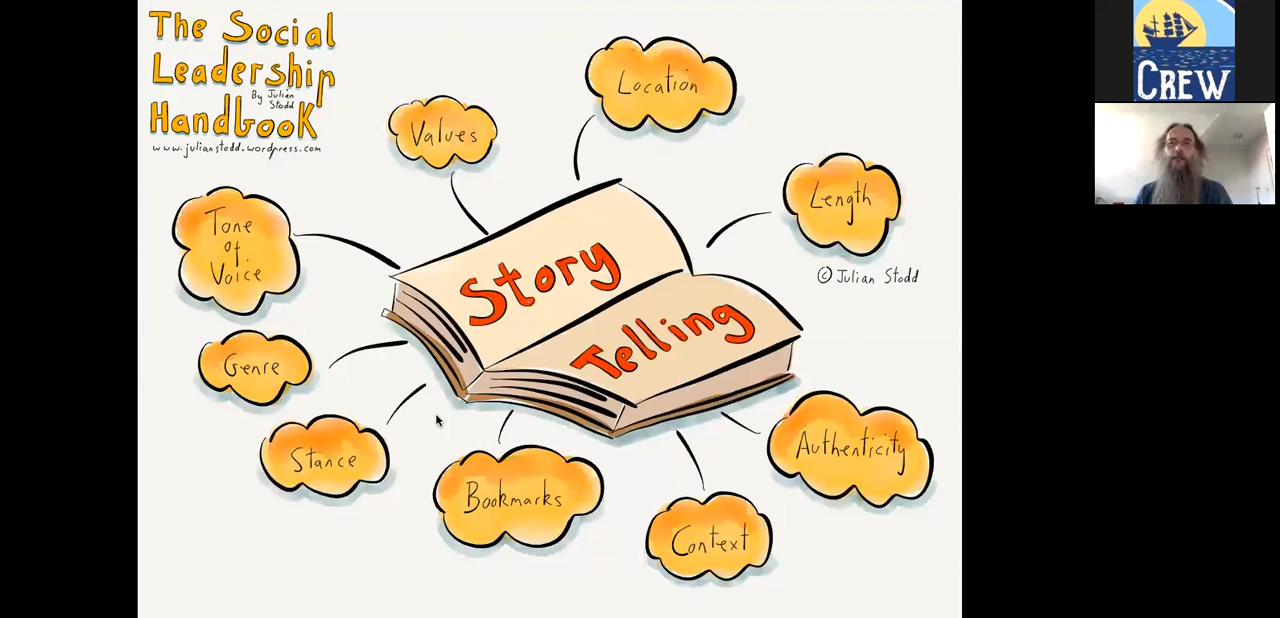 The Social
Leadership
By Julian
Stodd
Handbook
www.julianstodd.wordpress.com
Location
Values
Length
Tone
of
Voice
© Julian Stodd
Story
Telling
Genre
Stance
Bookmarks
Context
Authenticity
CREW